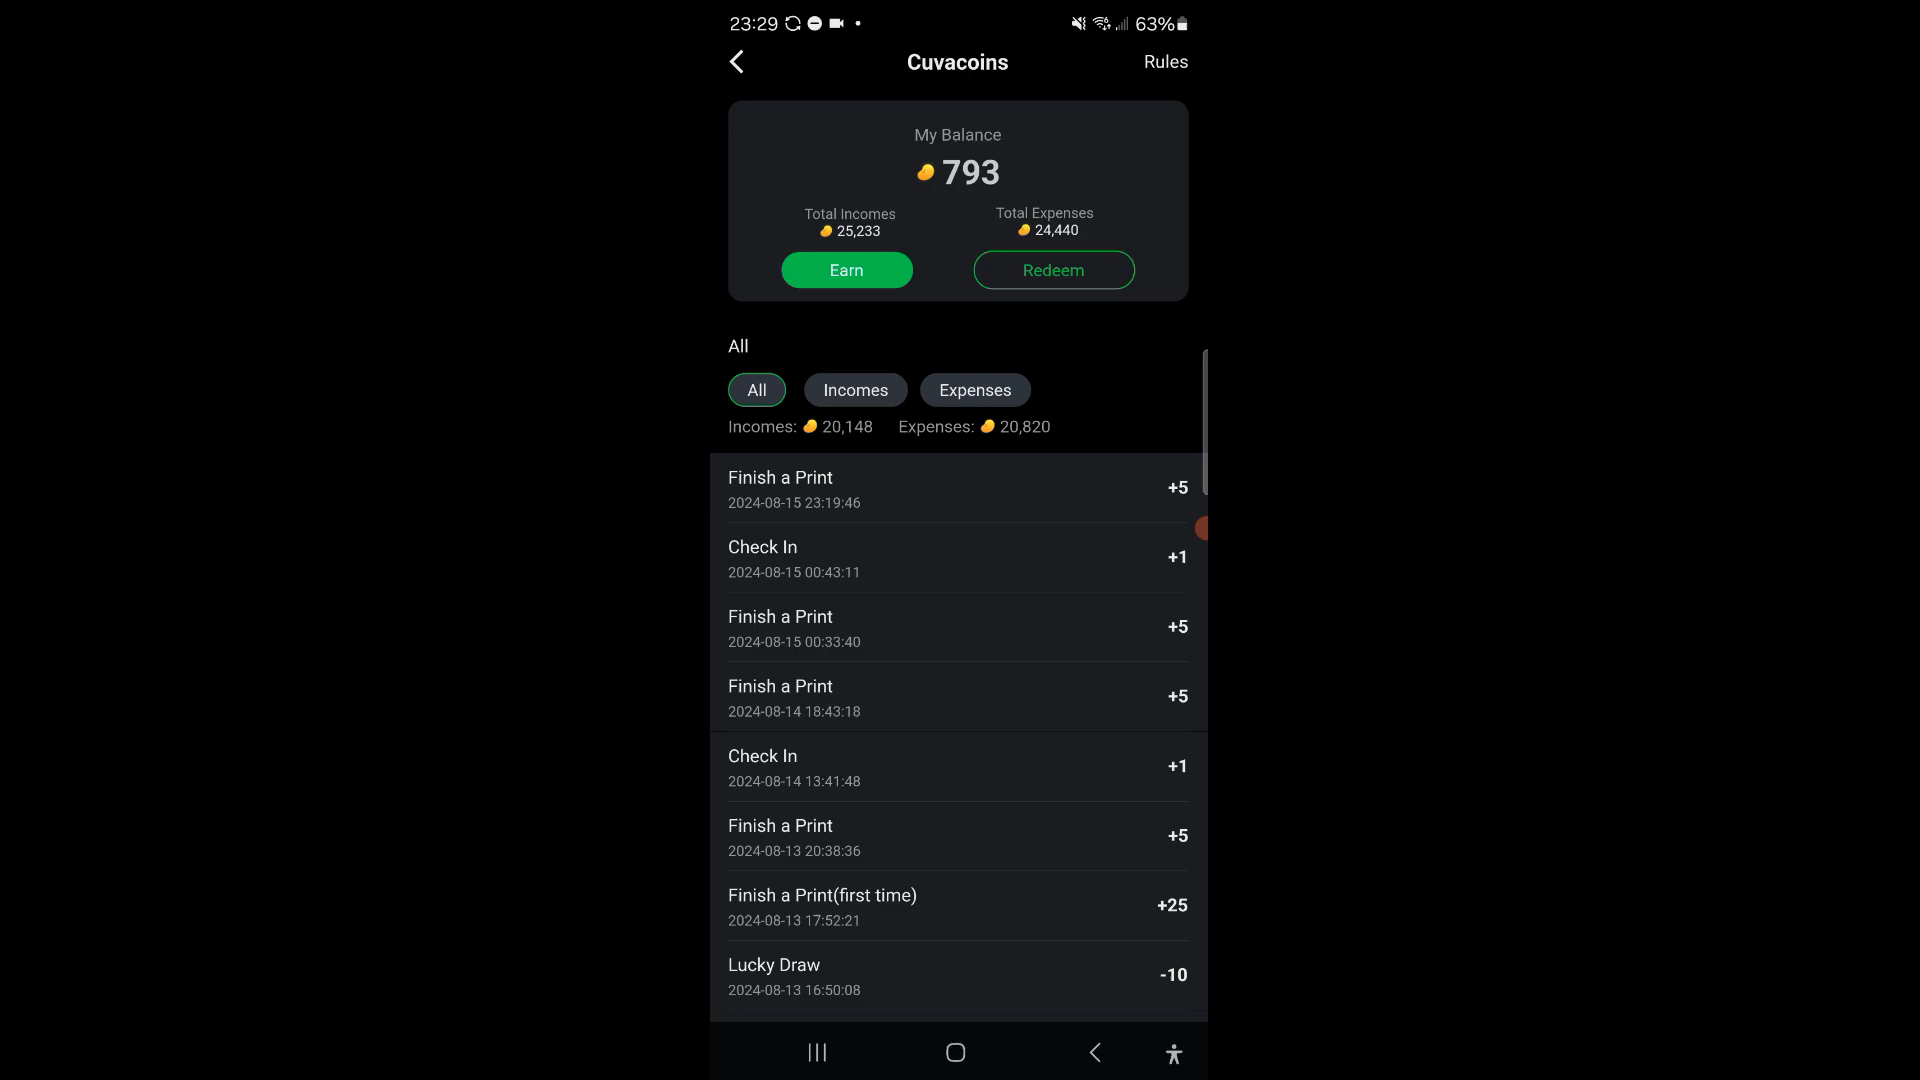 23:29 63%
Cuvacoins
Rules
My Balance
793
Total Incomes
25,233
Total Expenses
24,440
Earn
Redeem
All
All Incomes Expenses
Incomes: 20,148 Expenses: 20,820
Finish a Print
2024-08-15 23:19:46
+5
Check In
2024-08-15 00:43:11
+1
Finish a Print
2024-08-15 00:33:40
+5
Finish a Print
2024-08-14 18:43:18
+5
Check In
2024-08-14 13:41:48
+1
Finish a Print
2024-08-13 20:38:36
+5
Finish a Print(first time)
2024-08-13 17:52:21
+25
Lucky Draw
2024-08-13 16:50:08
-10